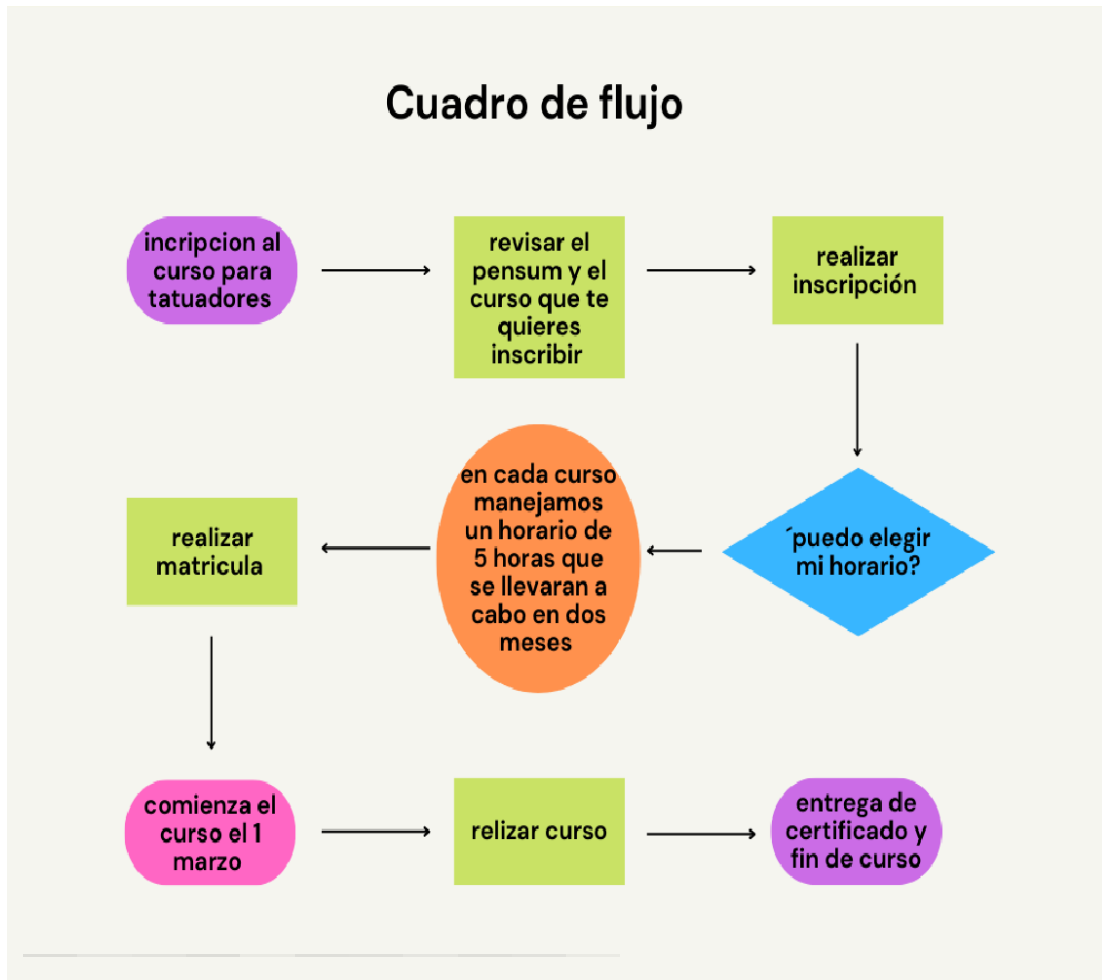 Cuadro de flujo
incripcion al
curso para
tatuadores
revisar el
pensum y el
curso que te
quieres
inscribir
realizar
inscripción
´puedo elegir
mi horario?
en cada curso
manejamos
un horario de
5 horas que
se llevaran a
cabo en dos
meses
realizar
matricula
comienza el
curso el 1
marzo
relizar curso
entrega de
certificado y
fin de curso